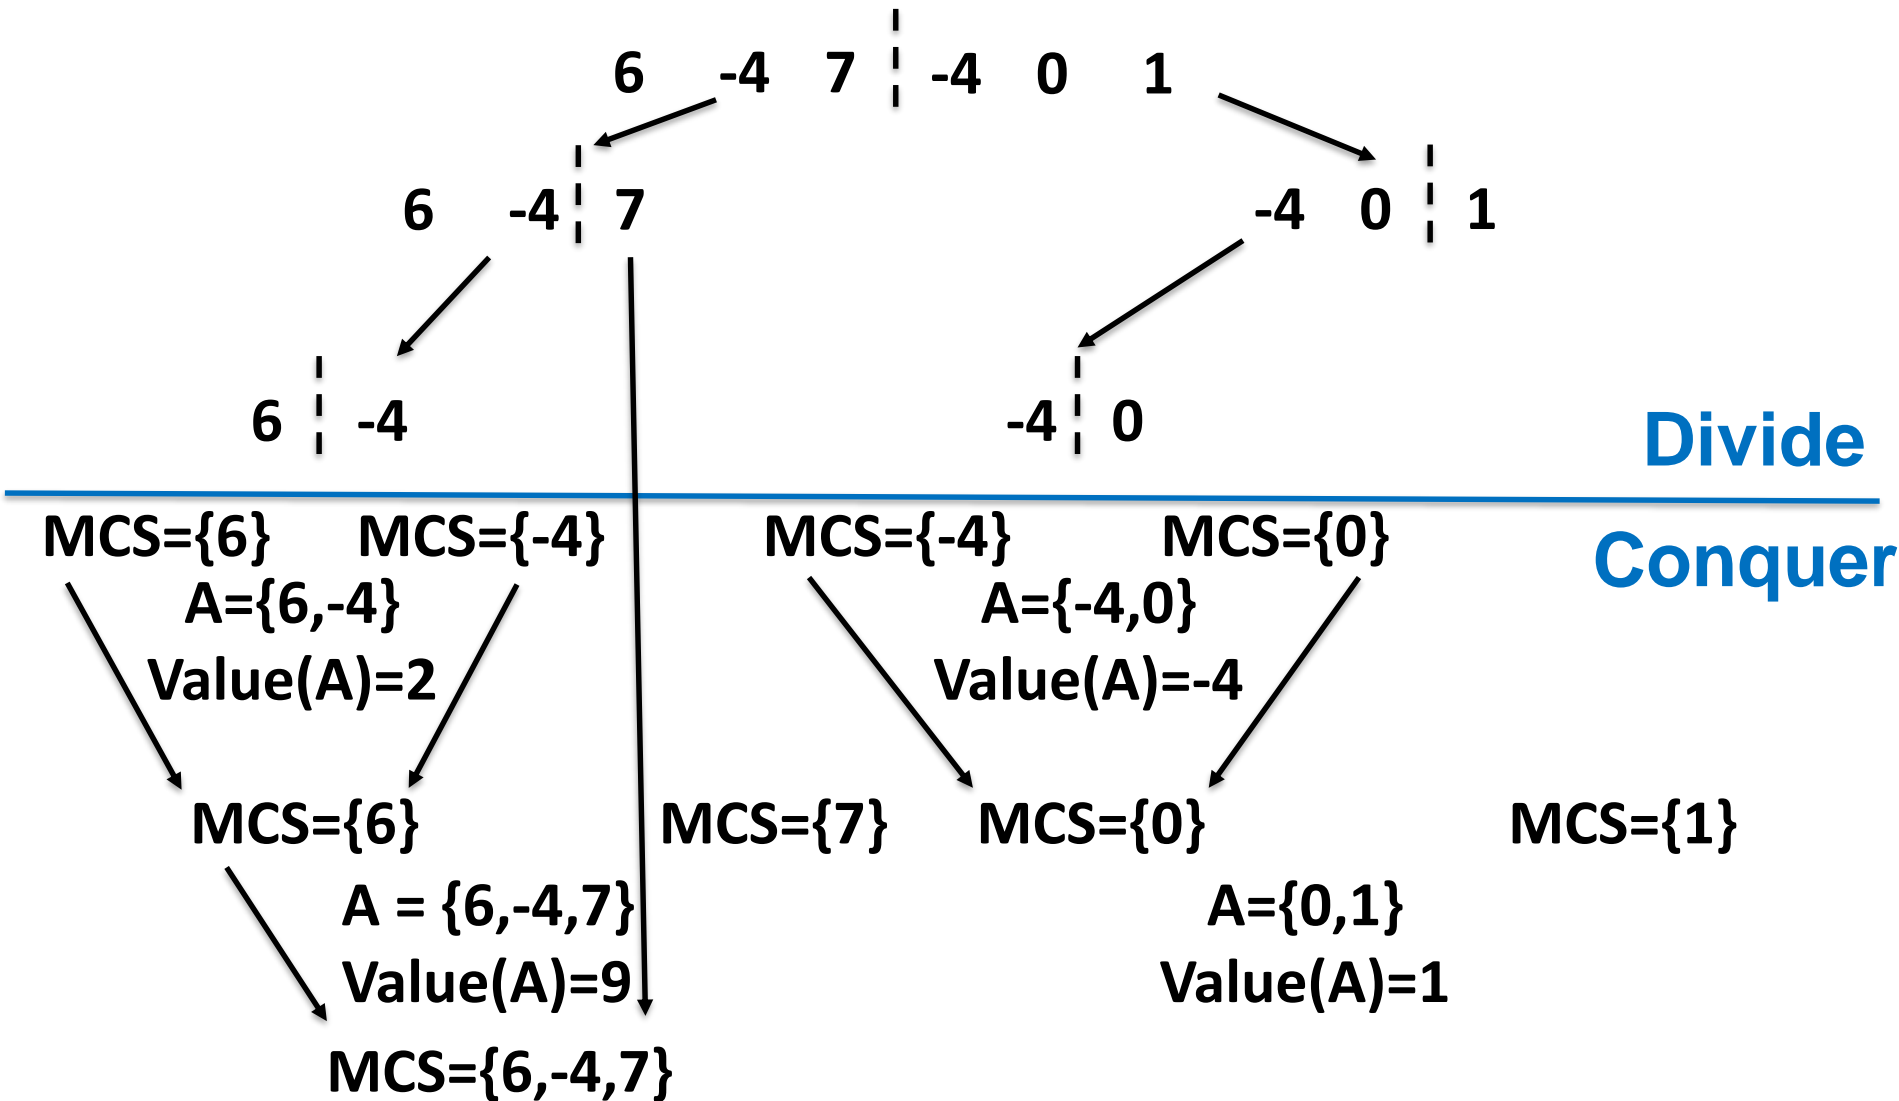 6 -4 7 -4 0 1
6 -4 7 -4 0 1
6 -4 -4 0
Divide
Conquer
MCS={6} MCS={-4} MCS={-4} MCS={0}
A={6,-4} A={-4,0}
Value(A)=2 Value(A)=-4
MCS={6} MCS={7} MCS={0} MCS={1}
A = {6,-4,7} A={0,1}
Value(A)=9 Value(A)=1
MCS={6,-4,7}